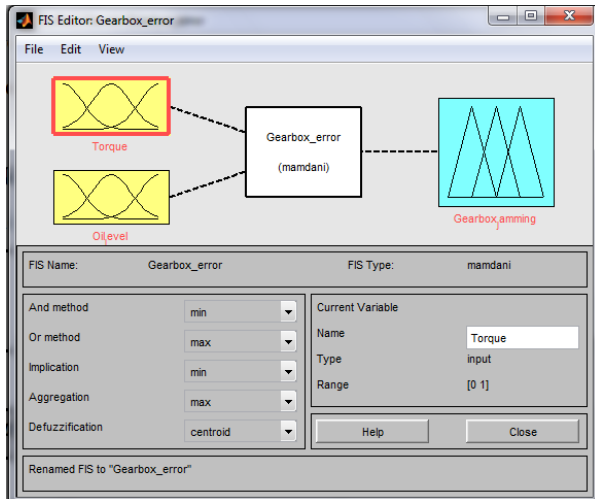 FIS Editor: Gearbox_error
File Edit View
Torque
Gearbox_error
(mamdani)
Oil_level
Gearbox_jamming
FIS Name: Gearbox_error FIS Type: mamdani
And method min
Or method max
Implication min
Aggregation max
Defuzzification centroid
Current Variable
Name Torque
Type input
Range [0 1]
Help Close
Renamed FIS to "Gearbox_error"